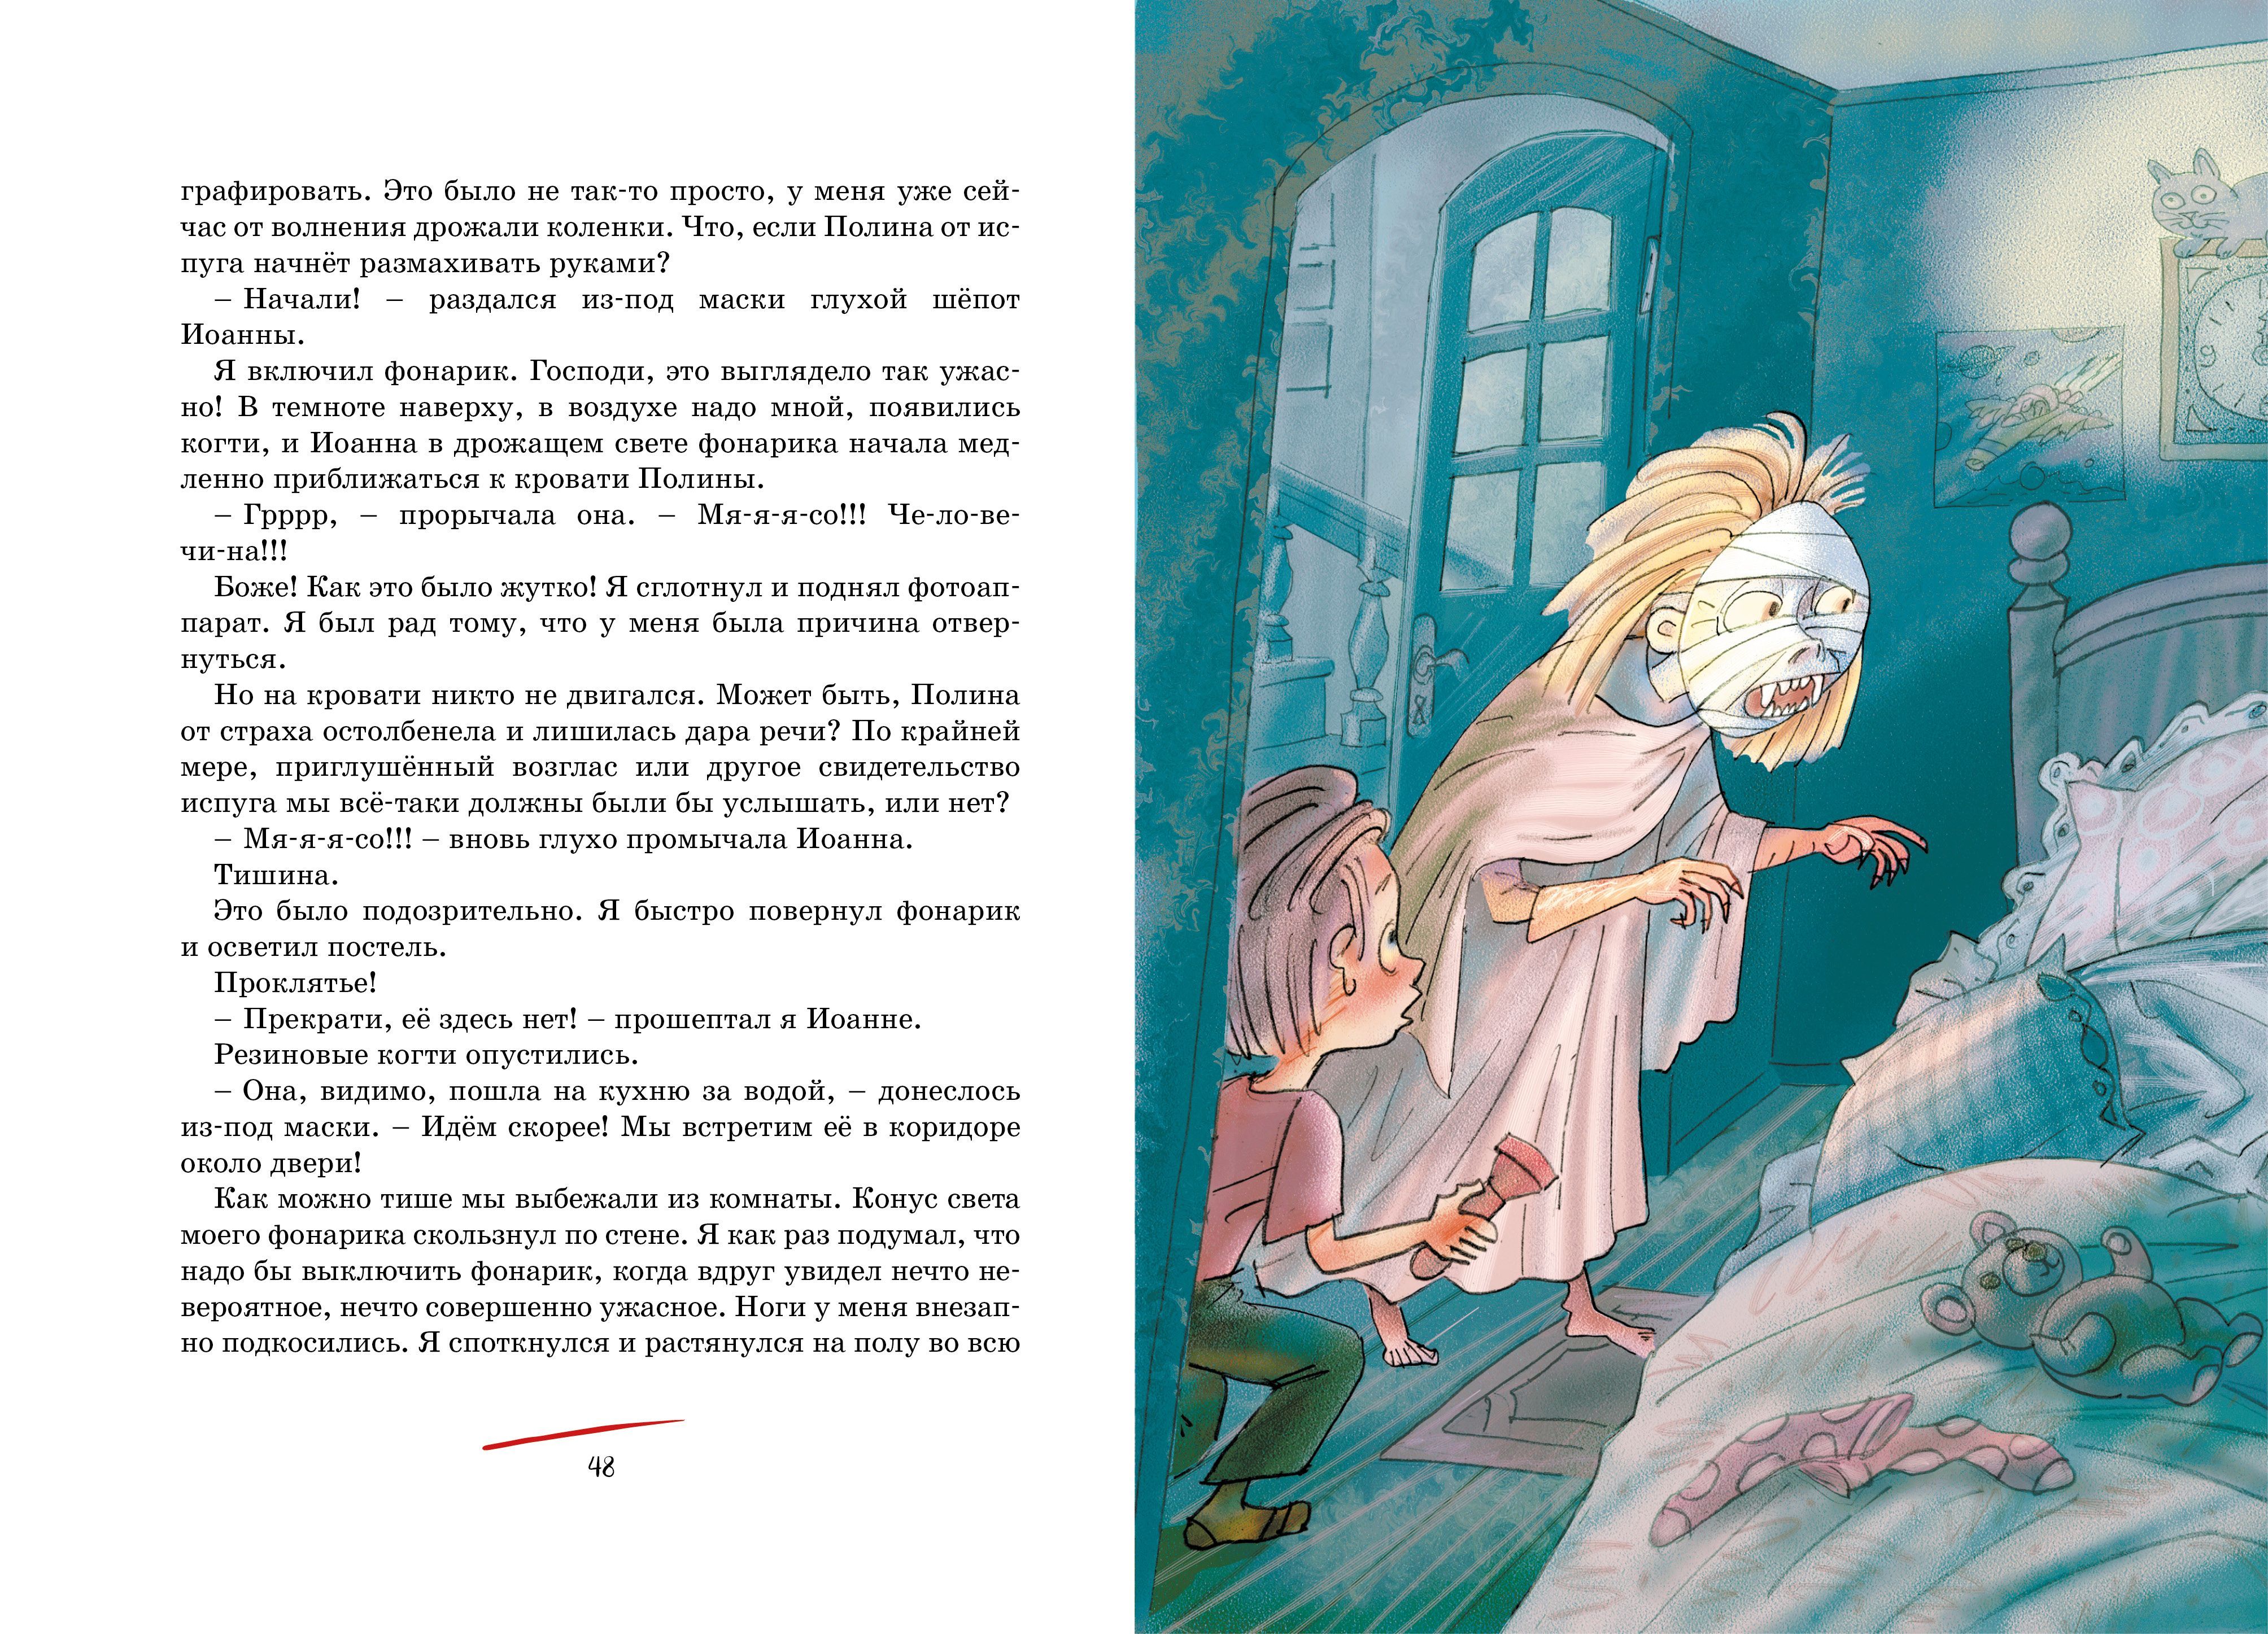 графировать. Это было не так-то просто, у меня уже сей-
час от волнения дрожали коленки. Что, если Полина от ис-
пуга начнёт размахивать руками?
– Начали! – раздался из-под маски глухой шёпот
Иоанны.
Я включил фонарик. Господи, это выглядело так ужас-
но! В темноте наверху, в воздухе надо мной, появились
когти, и Иоанна в дрожащем свете фонарика начала мед-
ленно приближаться к кровати Полины.
– Грррр, – прорычала она. – Мя-я-я-со!!! Че-ло-ве-
чи-на!!!
Боже! Как это было жутко! Я сглотнул и поднял фотоап-
парат. Я был рад тому, что у меня была причина отвер-
нуться.
Но на кровати никто не двигался. Может быть, Полина
от страха остолбенела и лишилась дара речи? По крайней
мере, приглушённый возглас или другое свидетельство
испуга мы всё-таки должны были бы услышать, или нет?
– Мя-я-я-со!!! – вновь глухо промычала Иоанна.
Тишина.
Это было подозрительно. Я быстро повернул фонарик
и осветил постель.
Проклятье!
– Прекрати, её здесь нет! – прошептал я Иоанне.
Резиновые когти опустились.
– Она, видимо, пошла на кухню за водой, – донеслось
из-под маски. – Идём скорее! Мы встретим её в коридоре
около двери!
Как можно тише мы выбежали из комнаты. Конус света
моего фонарика скользнул по стене. Я как раз подумал, что
надо бы выключить фонарик, когда вдруг увидел нечто не-
вероятное, нечто совершенно ужасное. Ноги у меня внезап-
но подкосились. Я споткнулся и растянулся на полу во всю
48
9